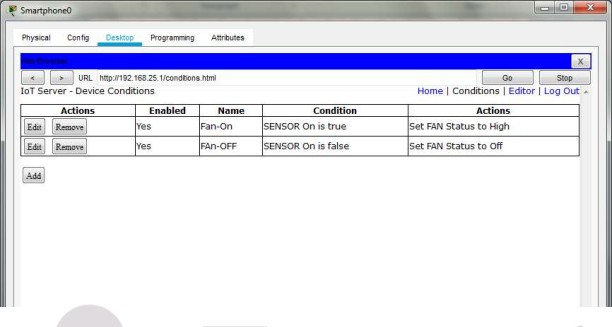 Smartphone0
Physical Config Desktop Programming Attributes
Web Browser X
< > URL http://192.168.25.1/conditions.html Go Stop
IoT Server - Device Conditions Home | Conditions | Editor | Log Out
Actions Enabled Name Condition Actions
Edit Remove Yes Fan-On SENSOR On is true Set FAN Status to High
Edit Remove Yes FAn-OFF SENSOR On is false Set FAN Status to Off
Add